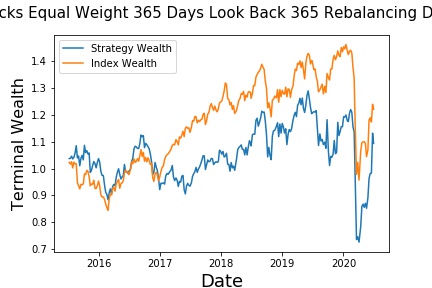 cks Equal Weight 365 Days Look Back 365 Rebalancing D
Strategy Wealth
Index Wealth
Terminal Wealth
1.4
1.3
1.2
1.1
1.0
0.9
0.8
0.7
2016 2017 2018 2019 2020
Date